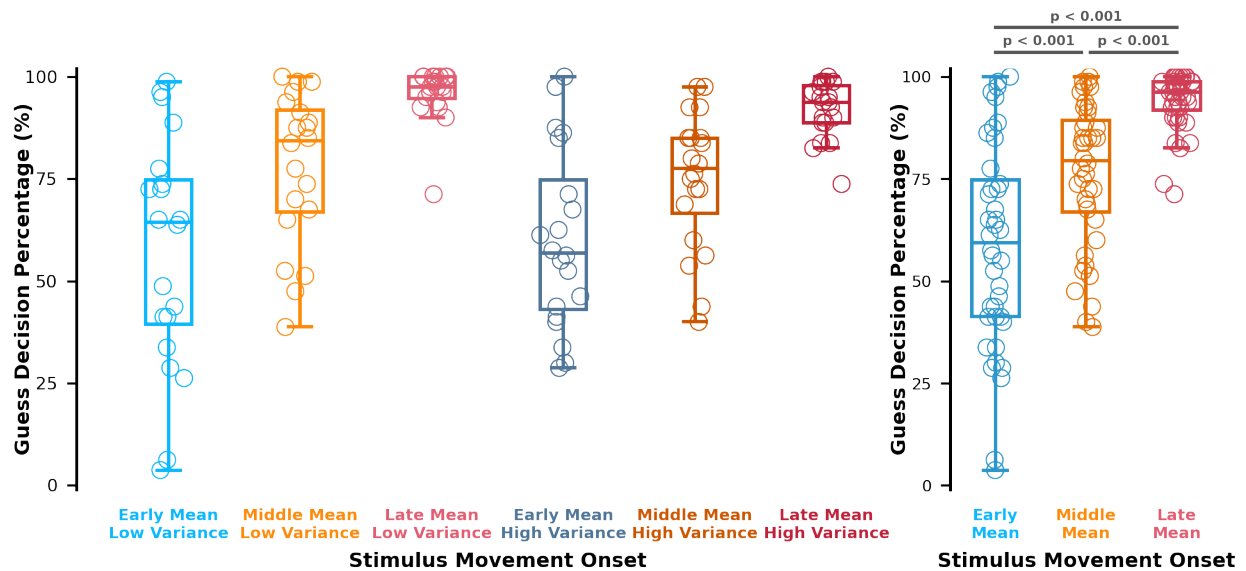 p < 0.001
p < 0.001 p < 0.001
Guess Decision Percentage (%)
100
75
50
25
0
Early Mean
Low Variance
Middle Mean
Low Variance
Late Mean
Low Variance
Early Mean
High Variance
Middle Mean
High Variance
Late Mean
High Variance
Stimulus Movement Onset
Guess Decision Percentage (%)
100
75
50
25
0
Early
Mean
Middle
Mean
Late
Mean
Stimulus Movement Onset